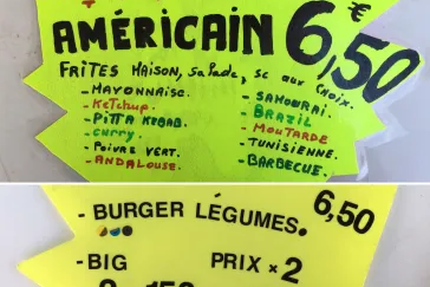 AMÉRICAIN 6,50 €
FRITES MAISON, salade, sc aux choix.
- MAYONNAISE.
- Ketchup.
- PITTA KEBAB.
- CURRY.
- POIVRE VERT.
- ANDALOUSE.
- SAMOURAI.
- BRAZIL
- MOUTARDE
- TUNISIENNE.
- BARBECUE.
- BURGER LÉGUMES. 6,50
- BIG PRIX × 2